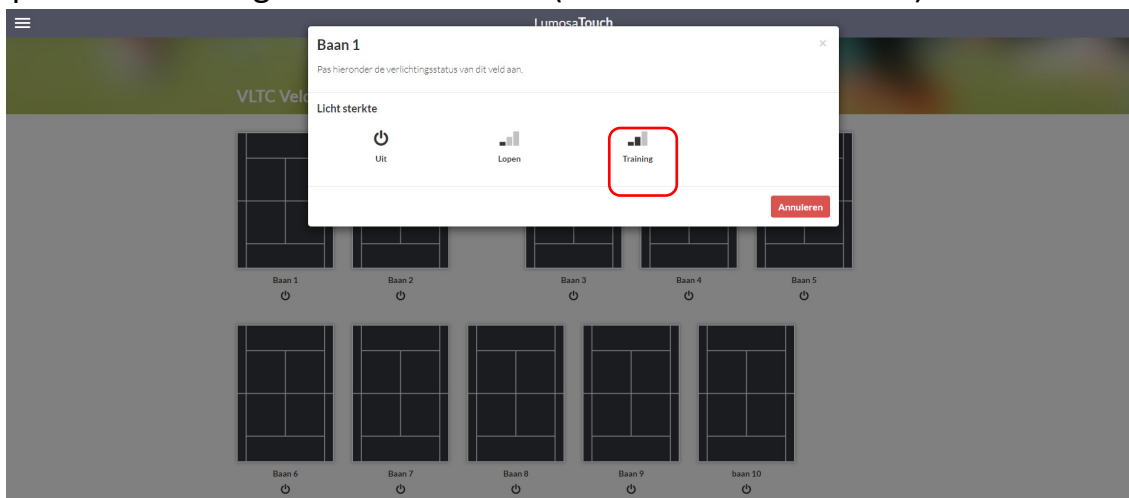 LumosaTouch
Baan 1
×
Pas hieronder de verlichtingsstatus van dit veld aan.
VLTC Veld
Licht sterkte
Uit Lopen Training
Annuleren
Baan 1 Baan 2 Baan 3 Baan 4 Baan 5
Baan 6 Baan 7 Baan 8 Baan 9 baan 10